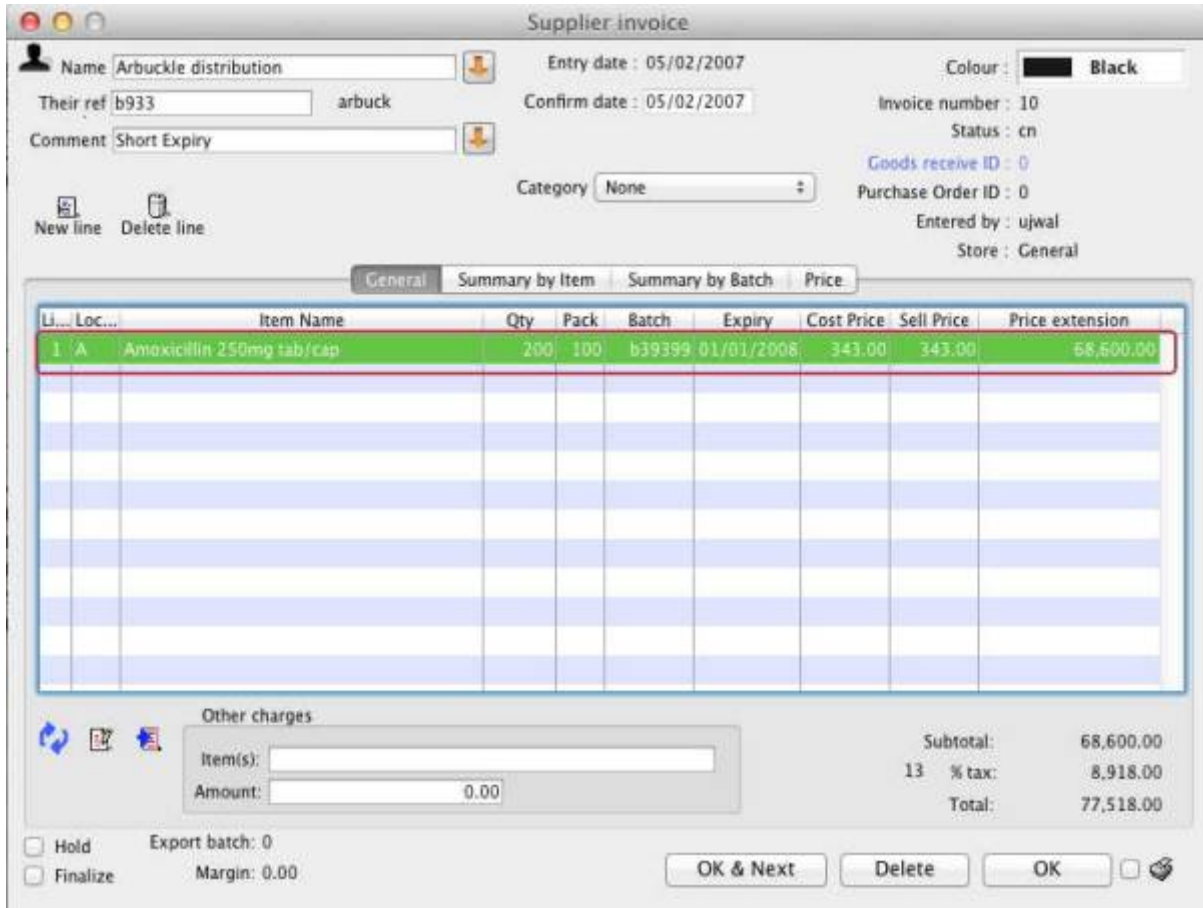 Supplier invoice
Name Arbuckle distribution
Entry date : 05/02/2007
Colour : Black
Their ref b933 arbuck
Confirm date : 05/02/2007
Invoice number : 10
Comment Short Expiry
Status : cn
Goods receive ID : 0
Category None
Purchase Order ID : 0
New line Delete line
Entered by : ujwal
Store : General
General Summary by Item Summary by Batch Price
Li... Loc... Item Name Qty Pack Batch Expiry Cost Price Sell Price Price extension
1 A Amoxicillin 250mg tab/cap 200 100 b39399 01/01/2008 343.00 343.00 68,600.00
Other charges
Item(s):
Amount: 0.00
Subtotal: 68,600.00
13 % tax: 8,918.00
Total: 77,518.00
Hold Export batch: 0
Finalize Margin: 0.00
OK & Next Delete OK